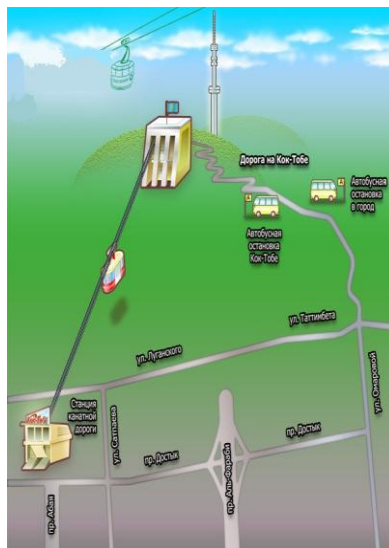 Дорога на Кок-Тобе
Автобусная
остановка
в город
Автобусная
остановка
Кок-Тобе
ул. Таттимбета
ул. Луганского
ул. Омаровой
Станция
канатной
дороги
ул. Сатпаева
пр. Достык
пр. Достык
пр. Аль-Фараби
пр. Абая